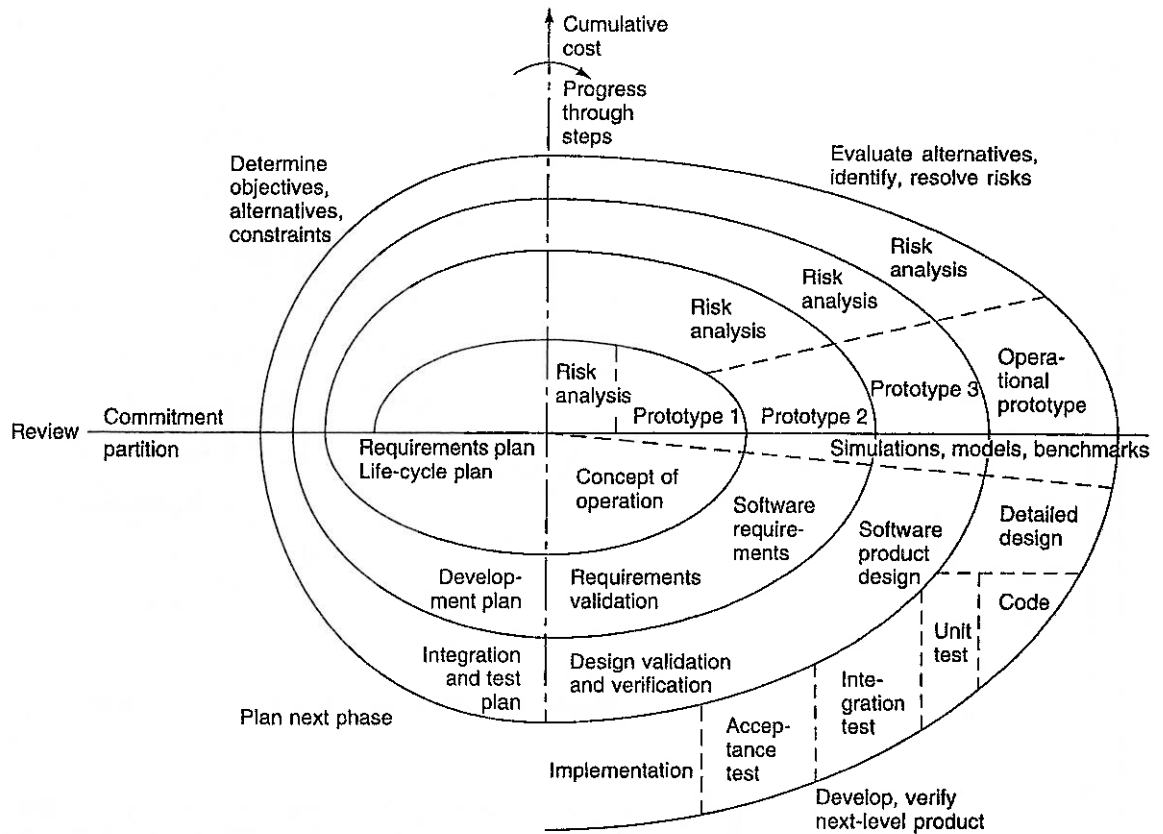 Cumulative
cost
Progress
through
steps
Determine
objectives,
alternatives,
constraints
Evaluate alternatives,
identify, resolve risks
Risk
analysis
Risk
analysis
Risk
analysis
Risk
analysis
Prototype 1
Prototype 2
Prototype 3
Opera-
tional
prototype
Review
Commitment
partition
Requirements plan
Life-cycle plan
Simulations, models, benchmarks
Concept of
operation
Software
require-
ments
Software
product
design
Detailed
design
Develop-
ment plan
Requirements
validation
Code
Unit
test
Integration
and test
plan
Design validation
and verification
Inte-
gration
test
Plan next phase
Accep-
tance
test
Implementation
Develop, verify
next-level product